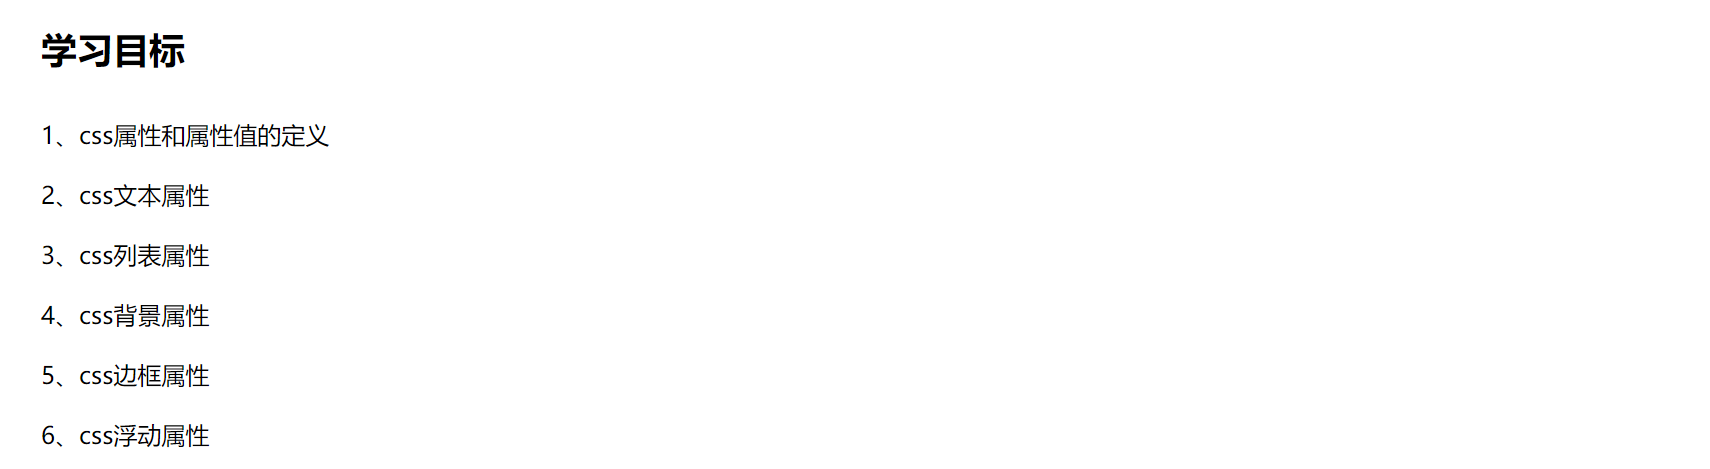 学习目标
1、css属性和属性值的定义
2、css文本属性
3、css列表属性
4、css背景属性
5、css边框属性
6、css浮动属性